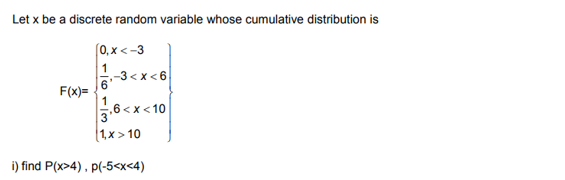 Let x be a discrete random variable whose cumulative distribution is
F(x)= {0, x < -3
1/6, -3 < x < 6
1/3, 6 < x < 10
1, x > 10}
i) find P(x>4) , p(-5<x<4)